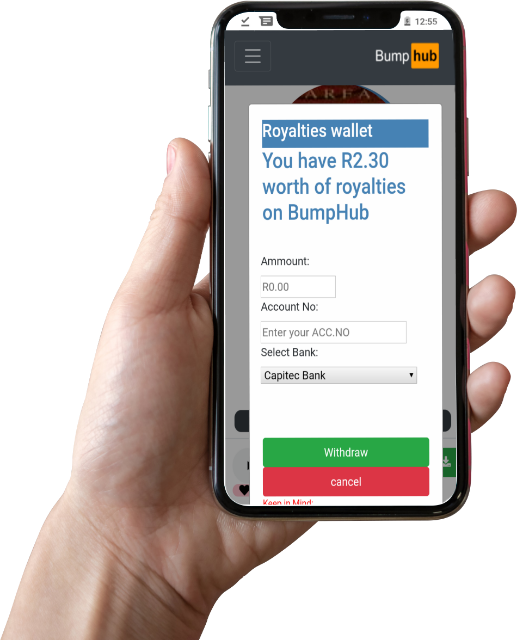 12:55
Bump hub
AREA
Royalties wallet
You have R2.30
worth of royalties
on BumpHub
Ammount:
R0.00
Account No:
Enter your ACC.NO
Select Bank:
Capitec Bank
Withdraw
cancel
Keep in Mind: